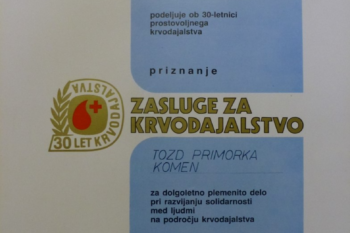 podeljuje ob 30-letnici
prostovoljnega
krvodajalstva
priznanje
30 LET KRVODAJALSTVA
ZASLUGE ZA
KRVODAJALSTVO
TOZD PRIMORKA
KOMEN
za dolgoletno plemenito delo
pri razvijanju solidarnosti
med ljudmi
na področju krvodajalstva